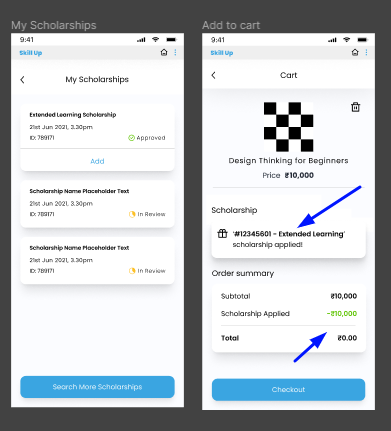 My Scholarships
9:41
Skill Up
My Scholarships
Extended Learning Scholarship
21st Jun 2021, 3.30pm
ID: 789171
Approved
Add
Scholarship Name Placeholder Text
21st Jun 2021, 3.30pm
ID: 789171
In Review
Scholarship Name Placeholder Text
21st Jun 2021, 3.30pm
ID: 789171
In Review
Search More Scholarships
Add to cart
9:41
Skill Up
Cart
Design Thinking for Beginners
Price ₹10,000
Scholarship
'#12345601 - Extended Learning'
scholarship applied!
Order summary
Subtotal ₹10,000
Scholarship Applied -₹10,000
Total ₹0.00
Checkout